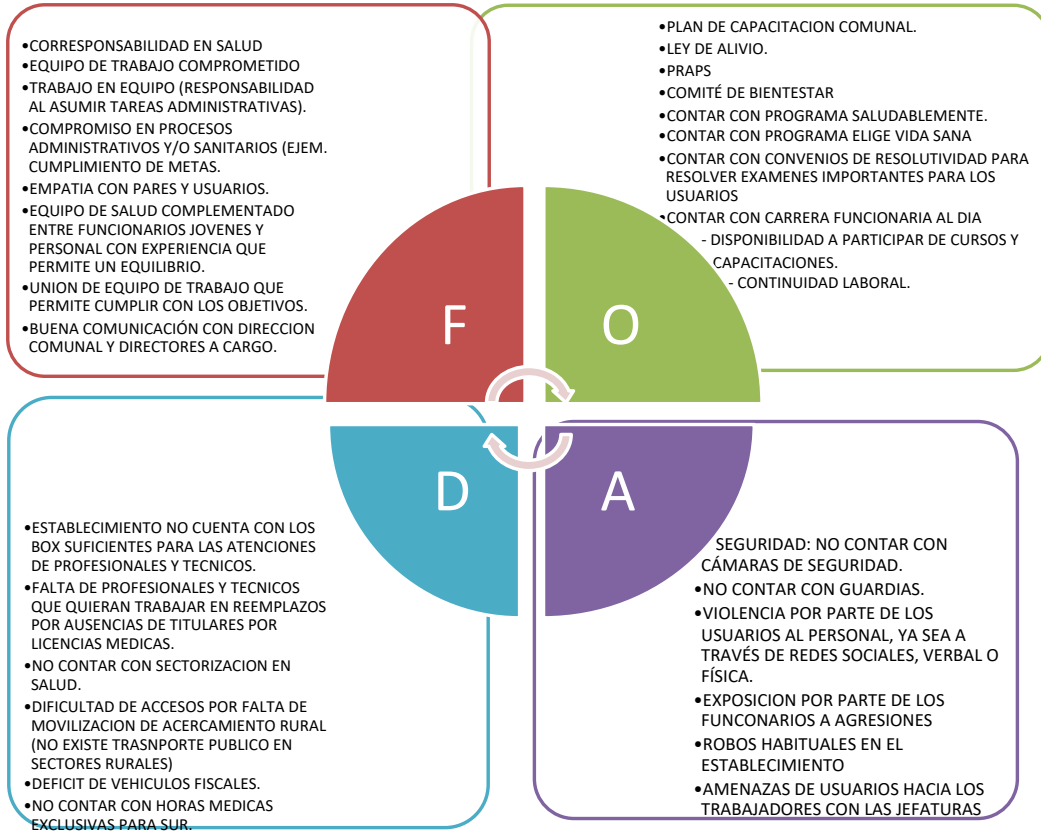 •CORRESPONSABILIDAD EN SALUD
•EQUIPO DE TRABAJO COMPROMETIDO
•TRABAJO EN EQUIPO (RESPONSABILIDAD
AL ASUMIR TAREAS ADMINISTRATIVAS).
•COMPROMISO EN PROCESOS
ADMINISTRATIVOS Y/O SANITARIOS (EJEM.
CUMPLIMIENTO DE METAS.
•EMPATIA CON PARES Y USUARIOS.
•EQUIPO DE SALUD COMPLEMENTADO
ENTRE FUNCIONARIOS JOVENES Y
PERSONAL CON EXPERIENCIA QUE
PERMITE UN EQUILIBRIO.
•UNION DE EQUIPO DE TRABAJO QUE
PERMITE CUMPLIR CON LOS OBJETIVOS.
•BUENA COMUNICACIÓN CON DIRECCION
COMUNAL Y DIRECTORES A CARGO.
F
•PLAN DE CAPACITACION COMUNAL.
•LEY DE ALIVIO.
•PRAPS
•COMITÉ DE BIENTESTAR
•CONTAR CON PROGRAMA SALUDABLEMENTE.
•CONTAR CON PROGRAMA ELIGE VIDA SANA
•CONTAR CON CONVENIOS DE RESOLUTIVIDAD PARA
RESOLVER EXAMENES IMPORTANTES PARA LOS
USUARIOS
•CONTAR CON CARRERA FUNCIONARIA AL DIA
- DISPONIBILIDAD A PARTICIPAR DE CURSOS Y
CAPACITACIONES.
- CONTINUIDAD LABORAL.
O
D
•ESTABLECIMIENTO NO CUENTA CON LOS
BOX SUFICIENTES PARA LAS ATENCIONES
DE PROFESIONALES Y TECNICOS.
•FALTA DE PROFESIONALES Y TECNICOS
QUE QUIERAN TRABAJAR EN REEMPLAZOS
POR AUSENCIAS DE TITULARES POR
LICENCIAS MEDICAS.
•NO CONTAR CON SECTORIZACION EN
SALUD.
•DIFICULTAD DE ACCESOS POR FALTA DE
MOVILIZACION DE ACERCAMIENTO RURAL
(NO EXISTE TRASNPORTE PUBLICO EN
SECTORES RURALES)
•DEFICIT DE VEHICULOS FISCALES.
•NO CONTAR CON HORAS MEDICAS
EXCLUSIVAS PARA SUR.
A
SEGURIDAD: NO CONTAR CON
CÁMARAS DE SEGURIDAD.
•NO CONTAR CON GUARDIAS.
•VIOLENCIA POR PARTE DE LOS
USUARIOS AL PERSONAL, YA SEA A
TRAVÉS DE REDES SOCIALES, VERBAL O
FÍSICA.
•EXPOSICION POR PARTE DE LOS
FUNCONARIOS A AGRESIONES
•ROBOS HABITUALES EN EL
ESTABLECIMIENTO
•AMENAZAS DE USUARIOS HACIA LOS
TRABAJADORES CON LAS JEFATURAS